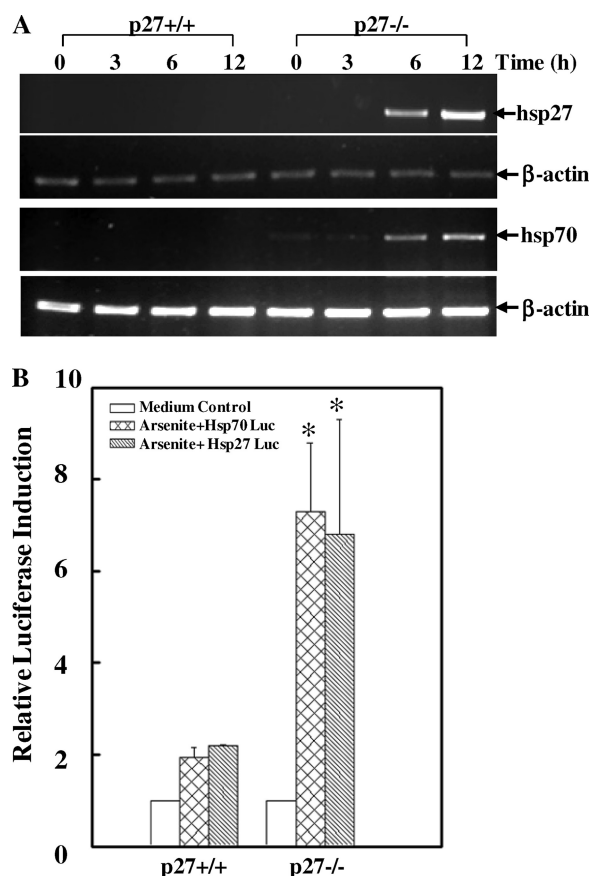 A
p27+/+ p27-/-
0 3 6 12 0 3 6 12 Time (h)
hsp27
β-actin
hsp70
β-actin
B
10
Medium Control
Arsenite+Hsp70 Luc
Arsenite+ Hsp27 Luc
* *
8
6
4
2
0
Relative Luciferase Induction
p27+/+ p27-/-